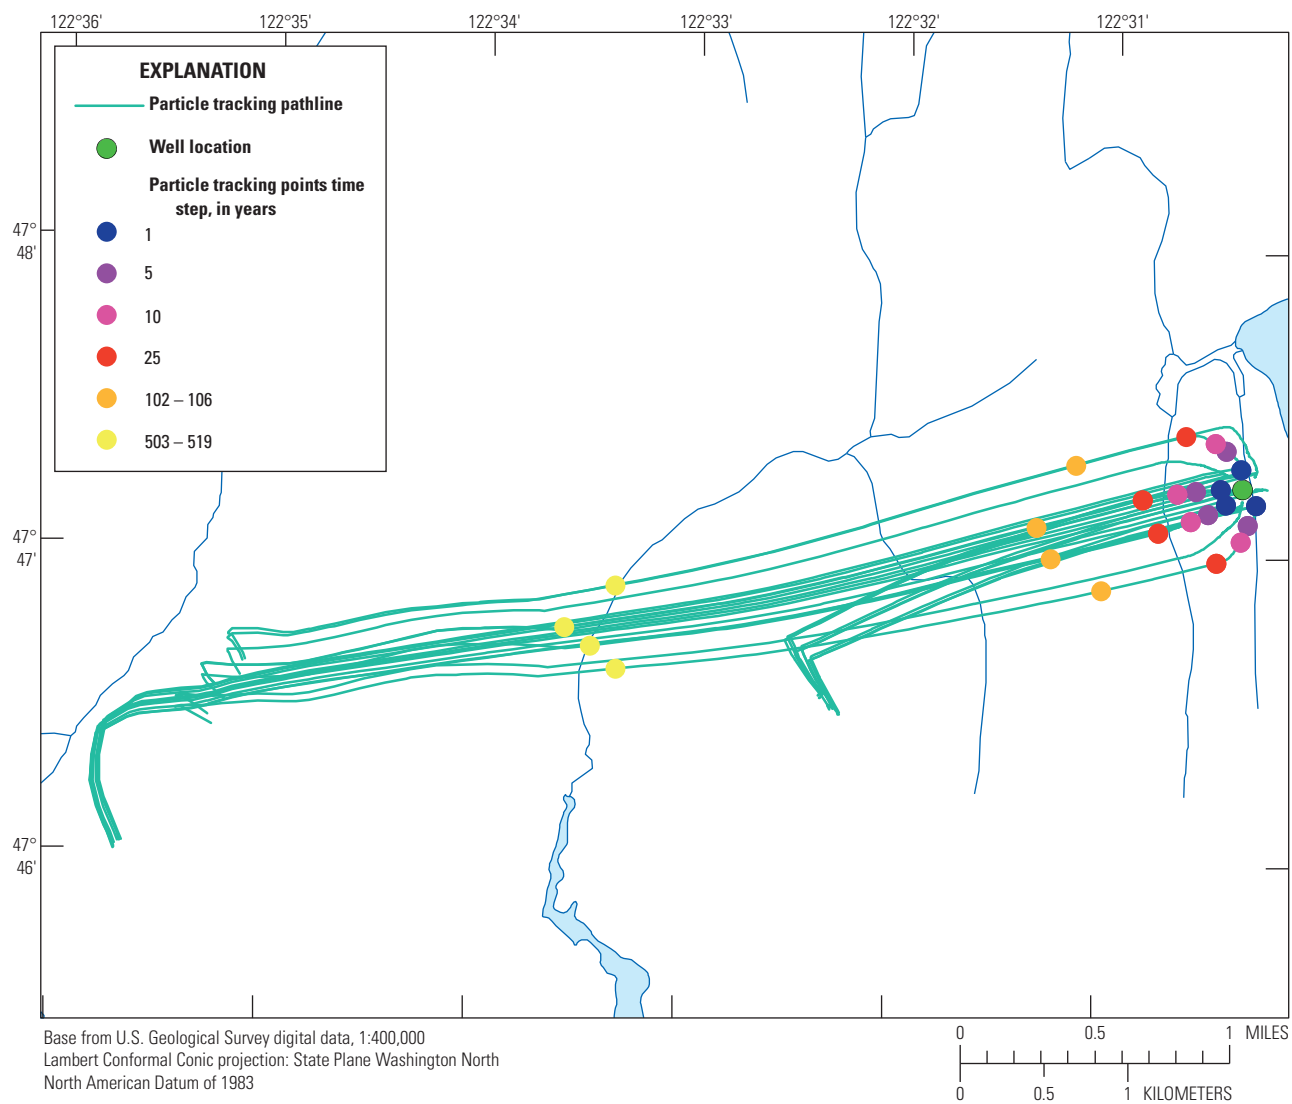 122°36' 122°35' 122°34' 122°33' 122°32' 122°31'
EXPLANATION
Particle tracking pathline
Well location
Particle tracking points time
step, in years
1
5
10
25
102 – 106
503 – 519
47°
48'
47°
47'
47°
46'
Base from U.S. Geological Survey digital data, 1:400,000
Lambert Conformal Conic projection: State Plane Washington North
North American Datum of 1983
0 0.5 1 MILES
0 0.5 1 KILOMETERS